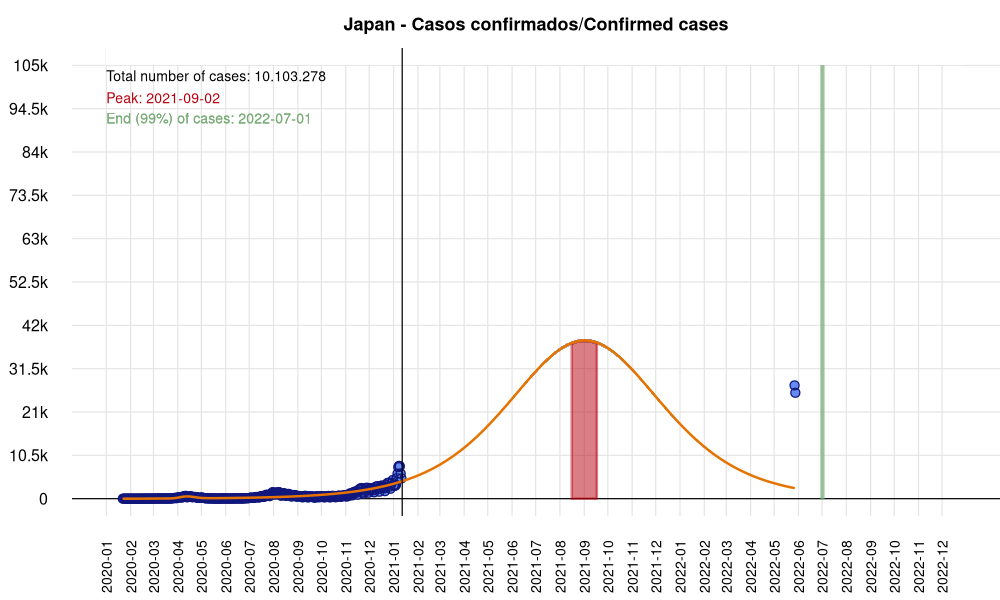 Japan - Casos confirmados/Confirmed cases
Total number of cases: 10.103.278
Peak: 2021-09-02
End (99%) of cases: 2022-07-01
105k
94.5k
84k
73.5k
63k
52.5k
42k
31.5k
21k
10.5k
0
2020-01
2020-02
2020-03
2020-04
2020-05
2020-06
2020-07
2020-08
2020-09
2020-10
2020-11
2020-12
2021-01
2021-02
2021-03
2021-04
2021-05
2021-06
2021-07
2021-08
2021-09
2021-10
2021-11
2021-12
2022-01
2022-02
2022-03
2022-04
2022-05
2022-06
2022-07
2022-08
2022-09
2022-10
2022-11
2022-12